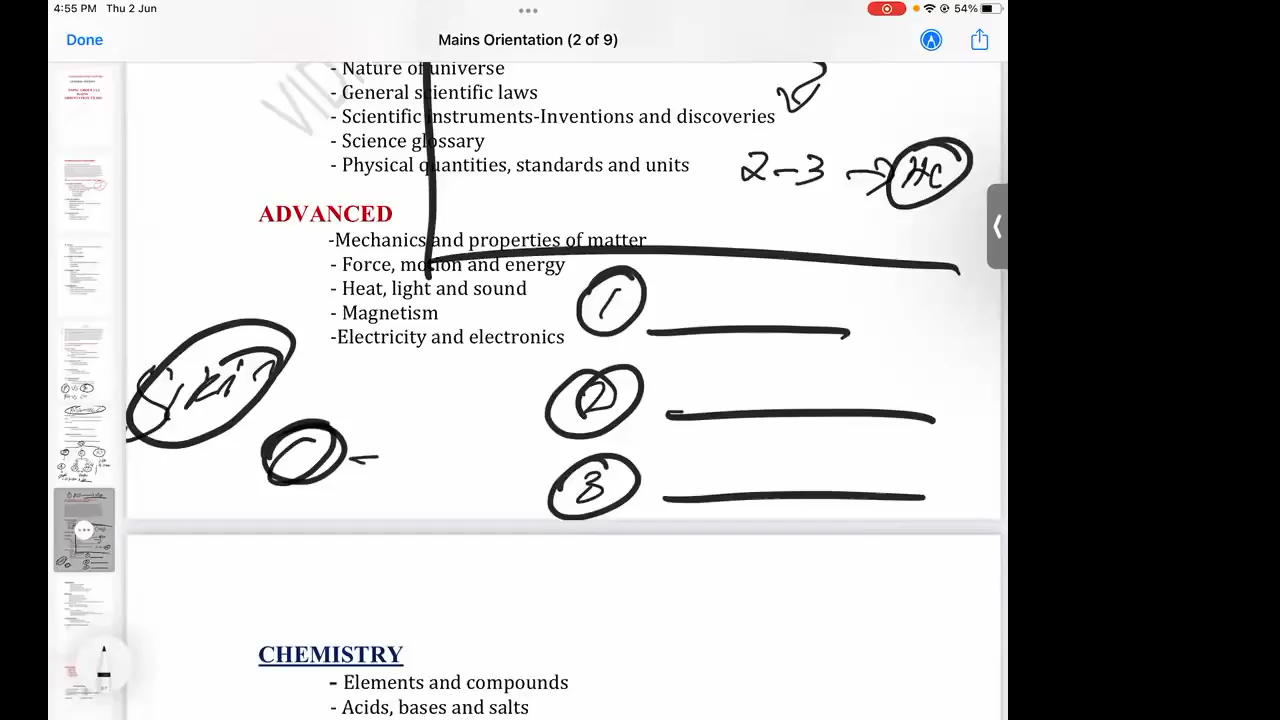 4:55 PM Thu 2 Jun
54%
Done
Mains Orientation (2 of 9)
- Nature of universe
- General scientific laws
- Scientific instruments-Inventions and discoveries
- Science glossary
- Physical quantities, standards and units
2-3 →
ADVANCED
-Mechanics and properties of matter
- Force, motion and energy
- Heat, light and sound
- Magnetism
-Electricity and electronics
1
2
3
CHEMISTRY
- Elements and compounds
- Acids, bases and salts